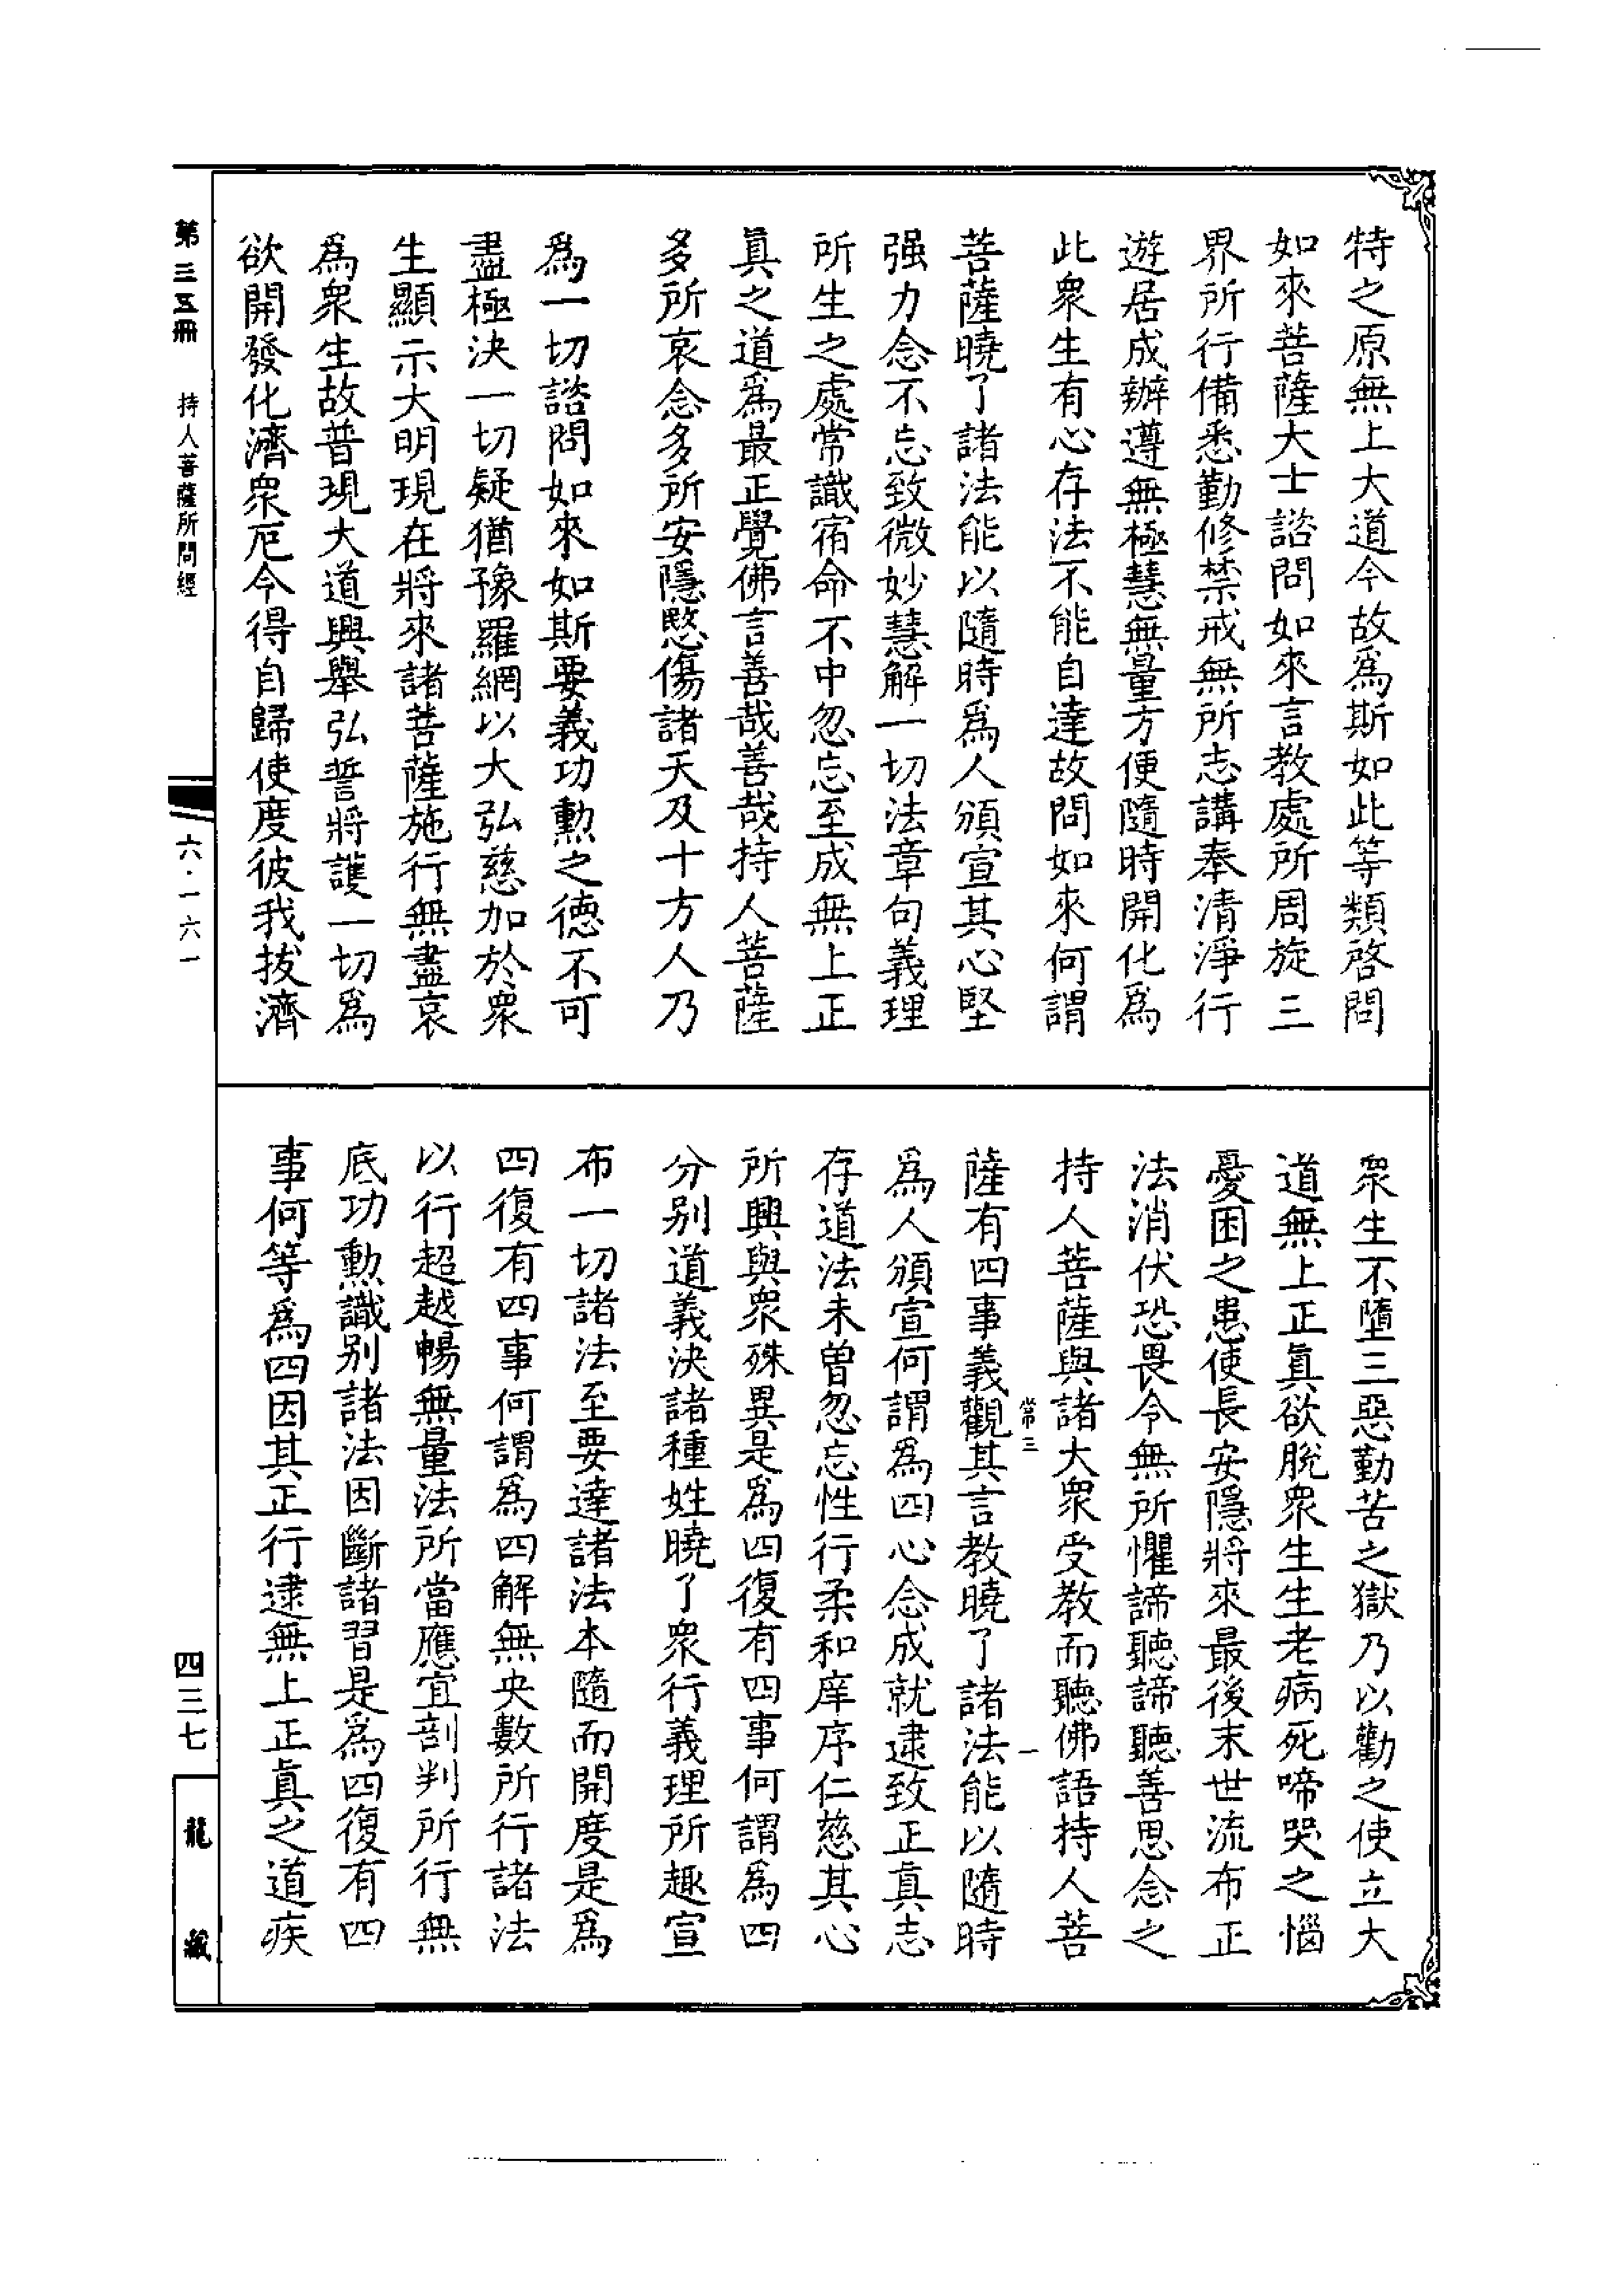 特之原無上大道今故爲斯如此等類啓問
如來菩薩大士諮問如來言教處所周旋三
界所行備悉勤修禁戒無所志講奉清淨行
遊居成辦遵無極慧無量方便隨時開化爲
此衆生有心存法不能自達故問如來何謂
菩薩曉了諸法能以隨時爲人頒宣其心堅
强力念不忘致微妙慧解一切法章句義理
所生之處常識宿命不中忽忘至成無上正
真之道爲最正覺佛言善哉善哉持人菩薩
多所哀念多所安隱愍傷諸天及十方人乃
爲一切諮問如來如斯要義功勳之德不可
盡極決一切疑猶豫羅網以大弘慈加於衆
生顯示大明現在將來諸菩薩施行無盡哀
爲衆生故普現大道興舉弘誓將護一切爲
欲開發化濟衆厄令得自歸使度彼我拔濟
衆生不墮三惡勤苦之獄乃以勸之使立大
道無上正真欲脫衆生生老病死啼哭之惱
憂困之患使長安隱將來最後末世流布正
法消伏恐畏令無所懼諦聽諦聽善思念之
持人菩薩與諸大衆受教而聽佛語持人菩
常三 一
薩有四事義觀其言教曉了諸法能以隨時
爲人頒宣何謂爲四心念成就逮致正真志
存道法未曾忽忘性行柔和庠序仁慈其心
所興與衆殊異是爲四復有四事何謂爲四
分别道義決諸種姓曉了衆行義理所趣宣
布一切諸法至要達諸法本隨而開度是爲
四復有四事何謂爲四解無央數所行諸法
以行超越暢無量法所當應宜剖判所行無
底功勳識别諸法因斷諸習是爲四復有四
事何等爲四因其正行逮無上正真之道疾
第三五冊 持人菩薩所問經
六·一六一
四三七
龍藏